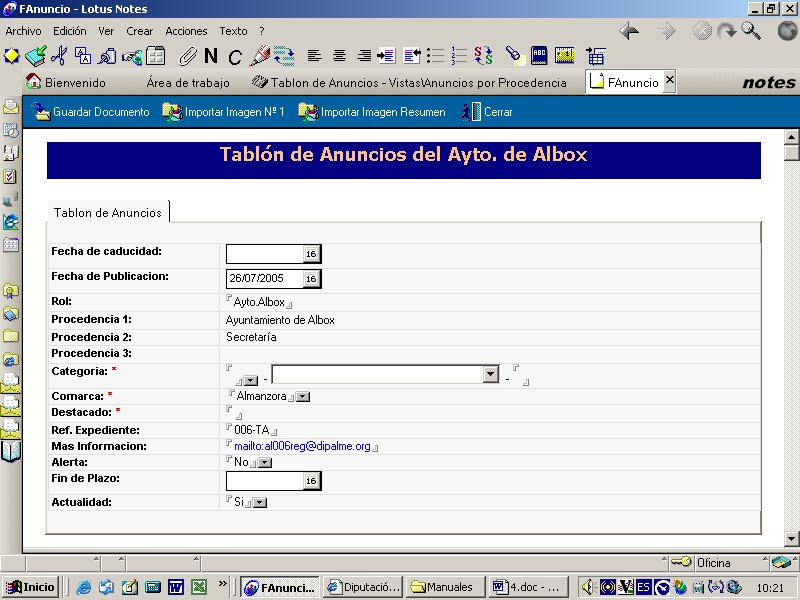 FAnuncio - Lotus Notes
Archivo Edición Ver Crear Acciones Texto ?
N C
ABC
Bienvenido Área de trabajo Tablon de Anuncios - Vistas\Anuncios por Procedencia FAnuncio notes
Guardar Documento Importar Imagen Nº 1 Importar Imagen Resumen Cerrar
Tablón de Anuncios del Ayto. de Albox
Tablon de Anuncios
Fecha de caducidad: 16
Fecha de Publicacion: 26/07/2005 16
Rol: Ayto.Albox
Procedencia 1: Ayuntamiento de Albox
Procedencia 2: Secretaría
Procedencia 3:
Categoria: * - -
Comarca: * Almanzora
Destacado: *
Ref. Expediente: 006-TA
Mas Informacion: mailto:al006reg@dipalme.org
Alerta: No
Fin de Plazo: 16
Actualidad: Si
Oficina
Inicio » FAnunci... Diputació... Manuales 4.doc - ... ES 10:21